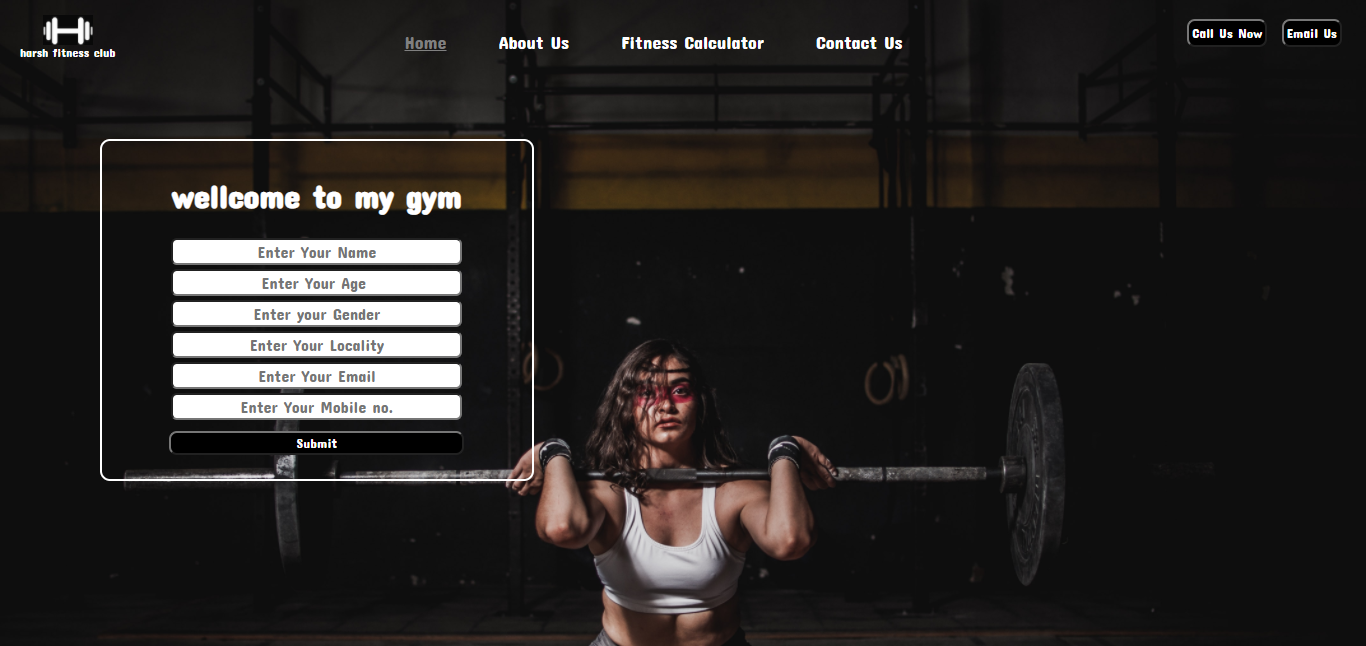 harsh fitness club
Home About Us Fitness Calculator Contact Us
Call Us Now Email Us
wellcome to my gym
Enter Your Name
Enter Your Age
Enter your Gender
Enter Your Locality
Enter Your Email
Enter Your Mobile no.
Submit